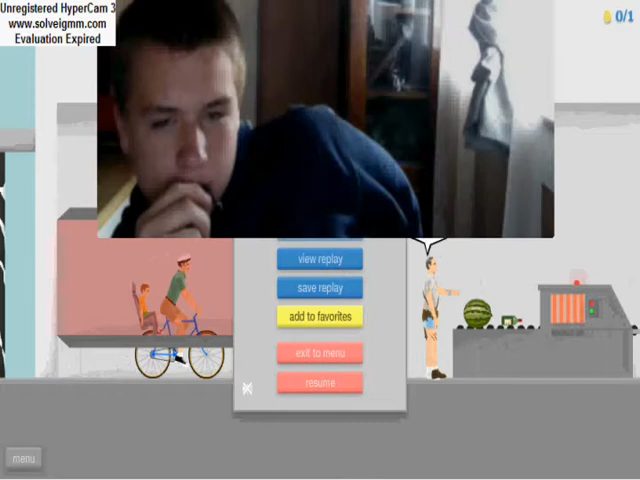 Unregistered HyperCam 3
www.solveigmm.com
Evaluation Expired
0/1
view replay
save replay
add to favorites
exit to menu
resume
menu